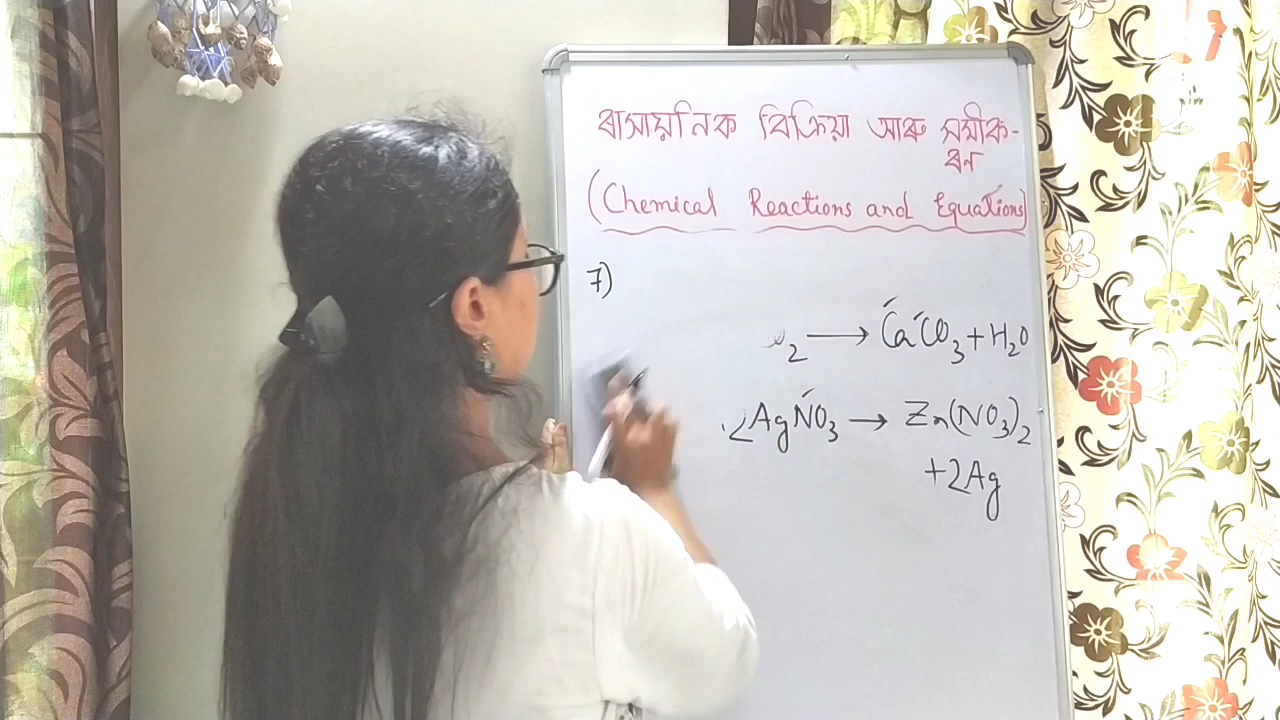 ৰাসায়নিক বিক্ৰিয়া আৰু সমীক-
ৰণ
(Chemical Reactions and Equations)
7)
2 → CaCO3 + H2O
2AgNO3 → Zn(NO3)2
+2Ag